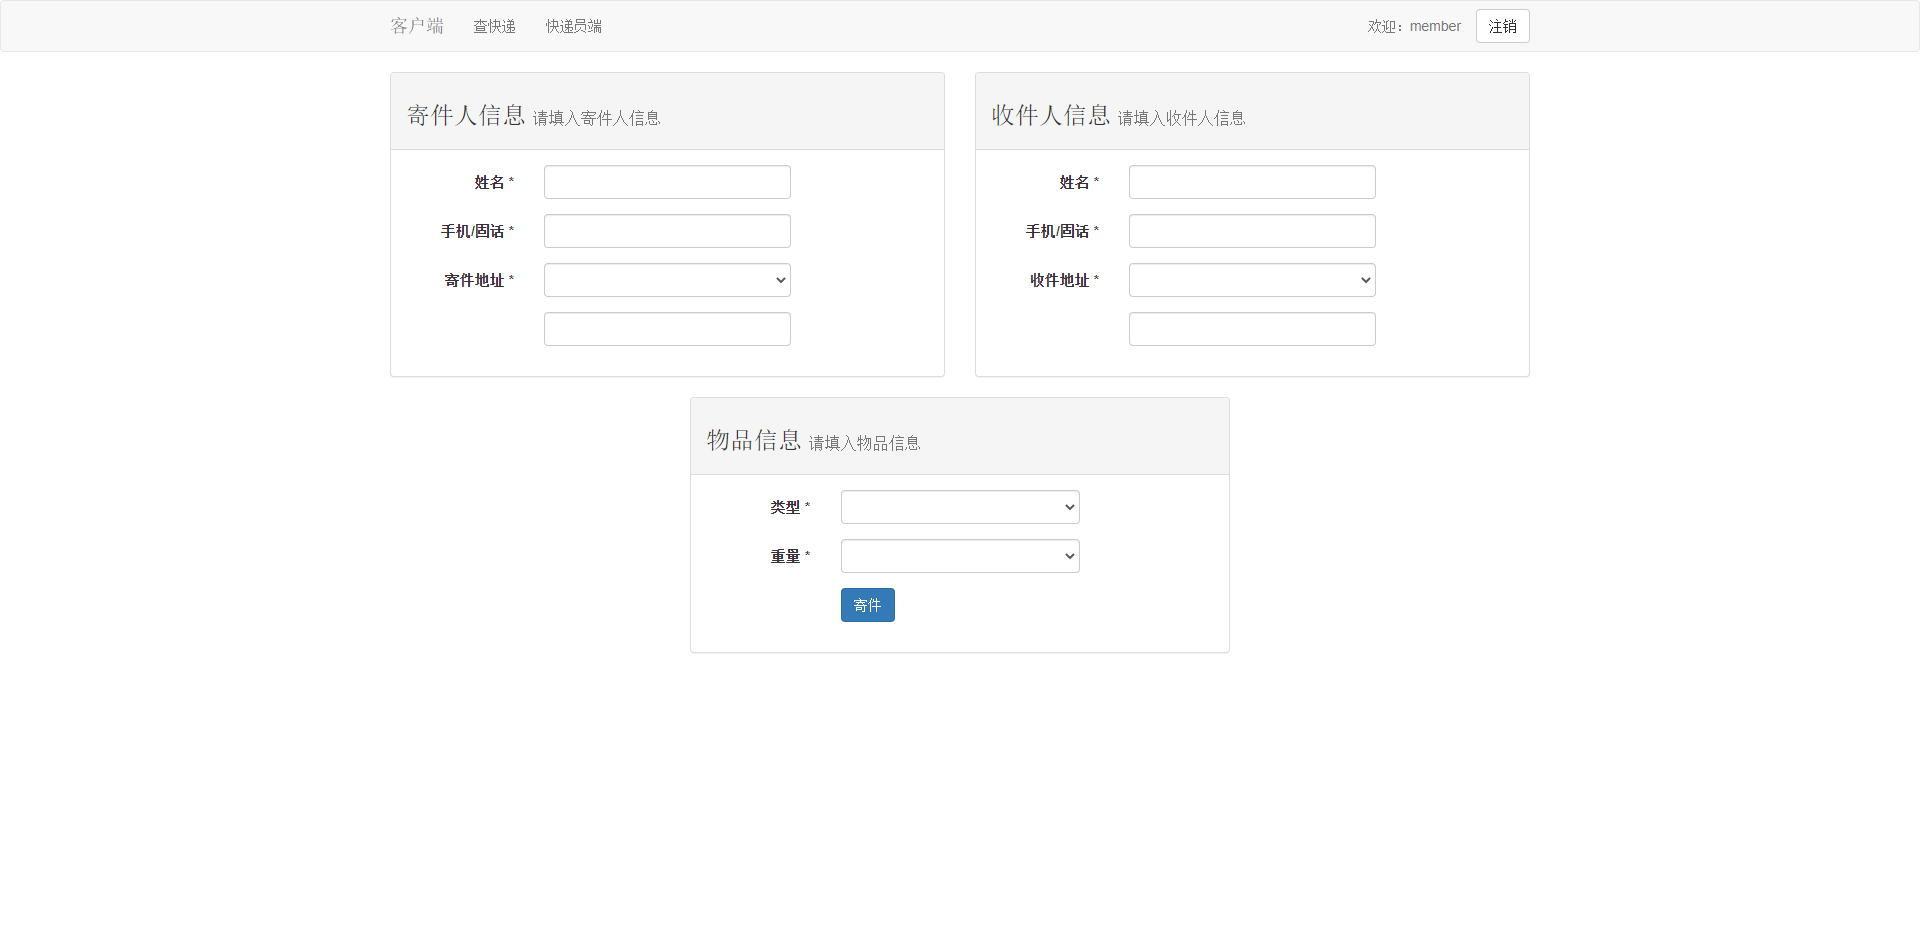 客户端 查快递 快递员端 欢迎：member 注销
寄件人信息 请填入寄件人信息
姓名 *
手机/固话 *
寄件地址 *
收件人信息 请填入收件人信息
姓名 *
手机/固话 *
收件地址 *
物品信息 请填入物品信息
类型 *
重量 *
寄件